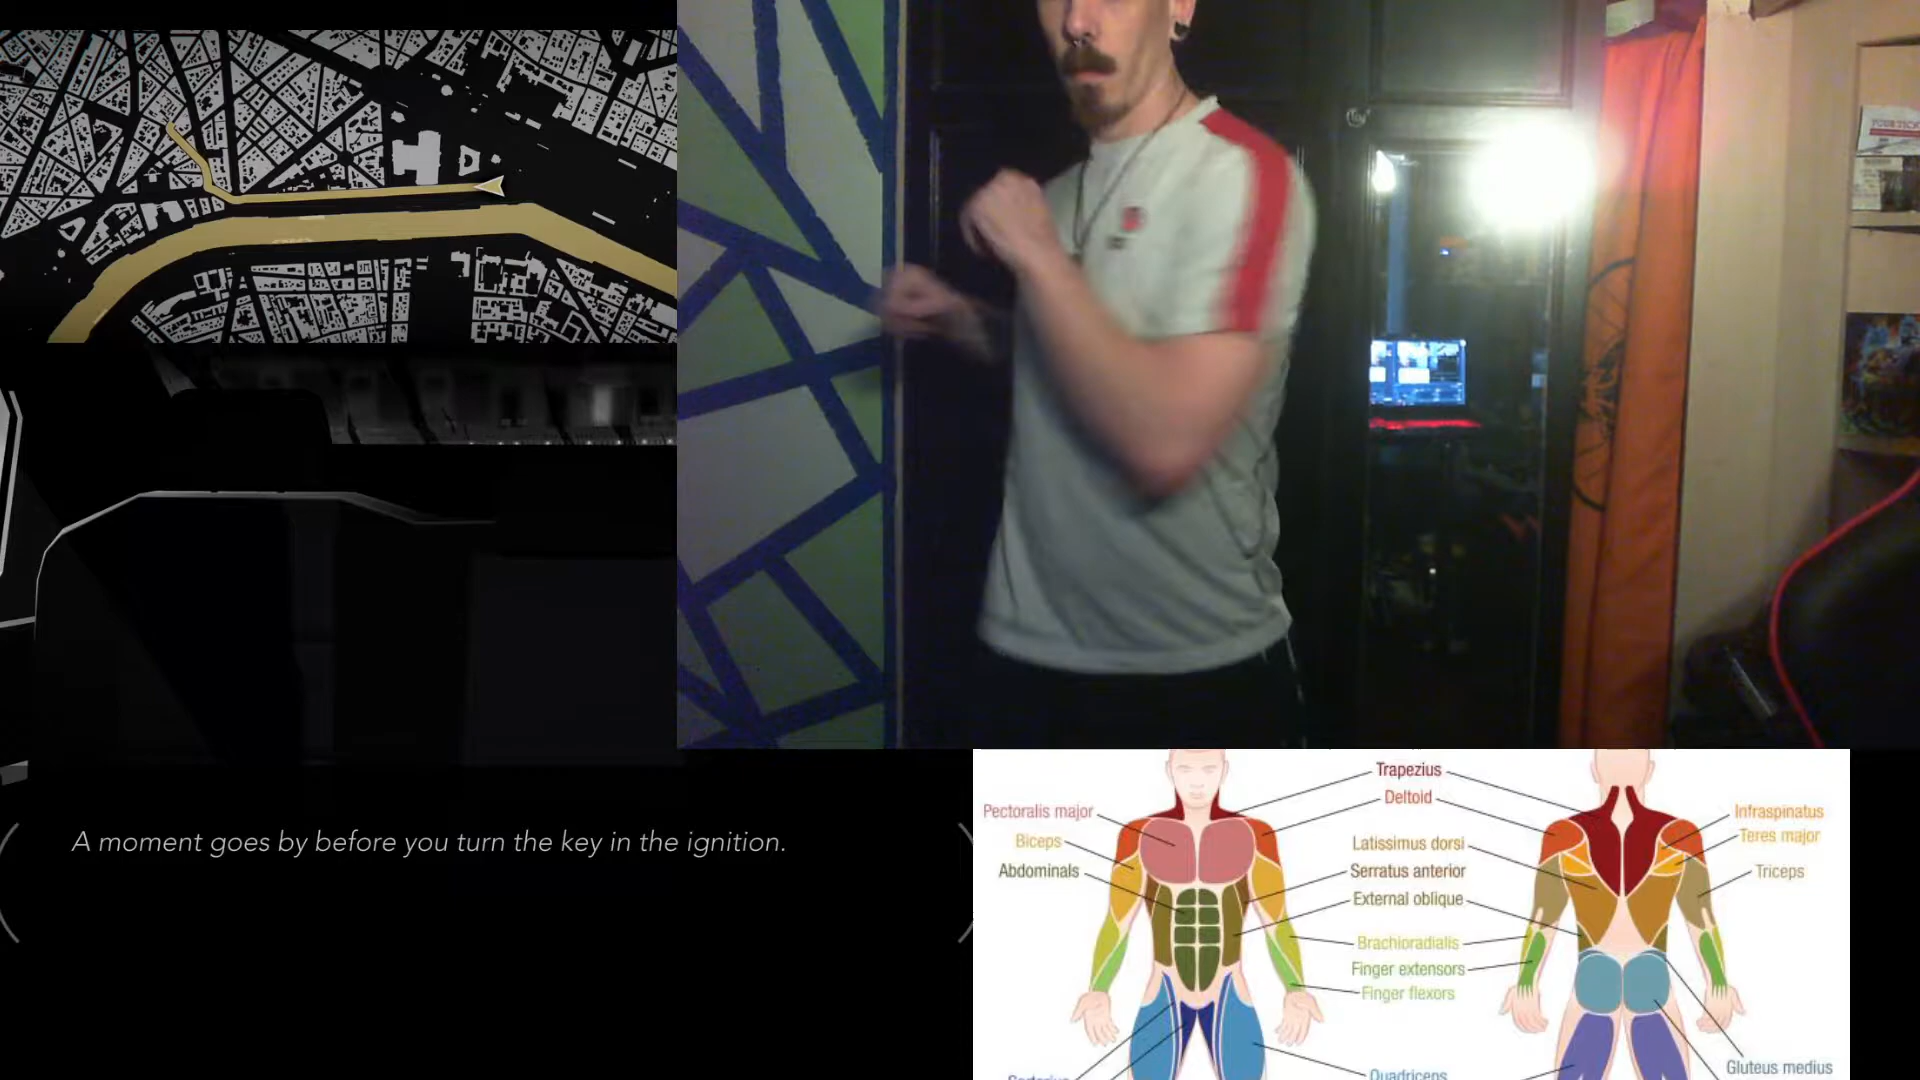 A moment goes by before you turn the key in the ignition.
Trapezius
Deltoid
Pectoralis major
Biceps
Abdominals
Latissimus dorsi
Serratus anterior
External oblique
Brachioradialis
Finger extensors
Finger flexors
Infraspinatus
Teres major
Triceps
Gluteus medius
Quadriceps